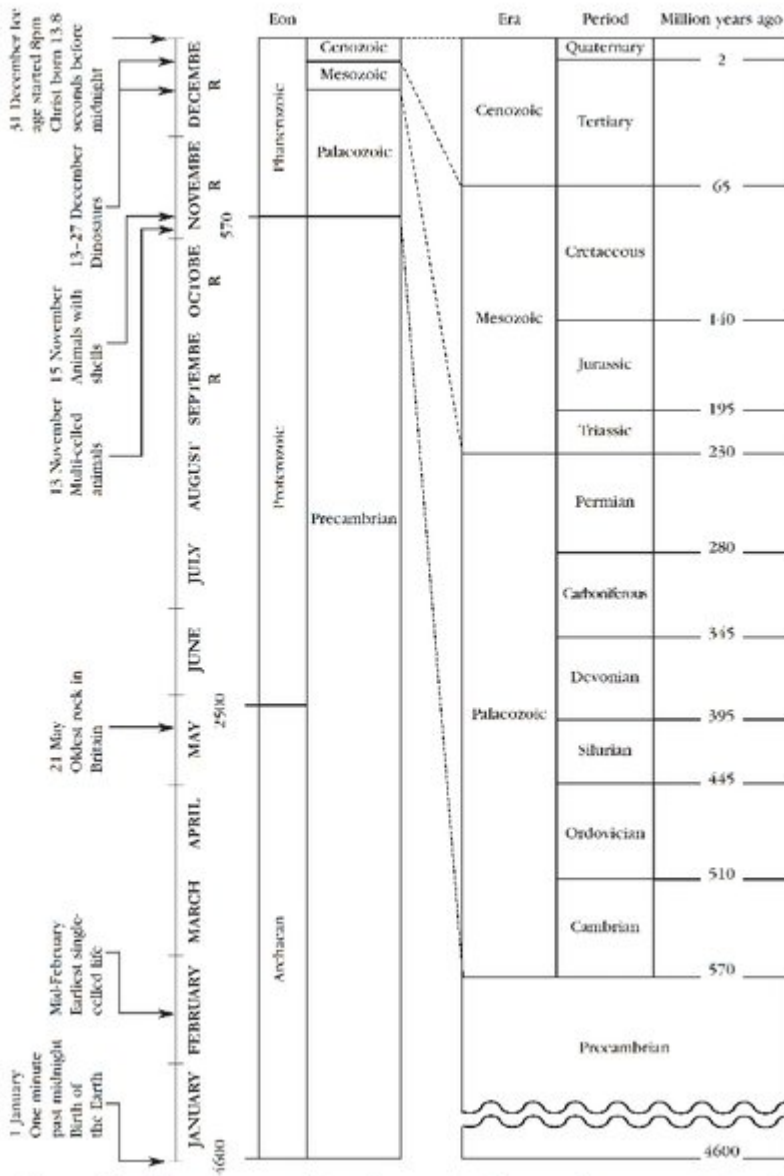 31 December Ice
age started 8pm
Christ born 13.8
seconds before
midnight
13–27 December
Dinosaurs
15 November
Animals with
shells
13 November
Multi-celled
animals
21 May
Oldest rock in
Britain
Mid-February
Earliest single-
celled life
1 January
One minute
past midnight
Birth of
the Earth
DECEMBE
R
NOVEMBE
R
OCTOBE
R
SEPTEMBE
R
AUGUST
JULY
JUNE
MAY
APRIL
MARCH
FEBRUARY
JANUARY
570
2500
4600
Eon
Phanerozoic
Proterozoic
Archaean
Cenozoic
Mesozoic
Palaeozoic
Precambrian
Era
Period
Million years ago
Cenozoic
Quaternary
2
Tertiary
65
Mesozoic
Cretaceous
140
Jurassic
195
Triassic
230
Palaeozoic
Permian
280
Carboniferous
345
Devonian
395
Silurian
445
Ordovician
510
Cambrian
570
Precambrian
4600